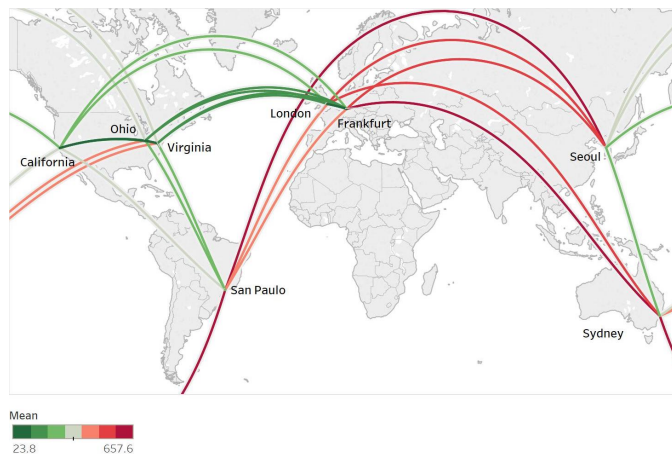 London
Ohio
Frankfurt
Virginia
California
Seoul
San Paulo
Sydney
Mean
23.8 657.6